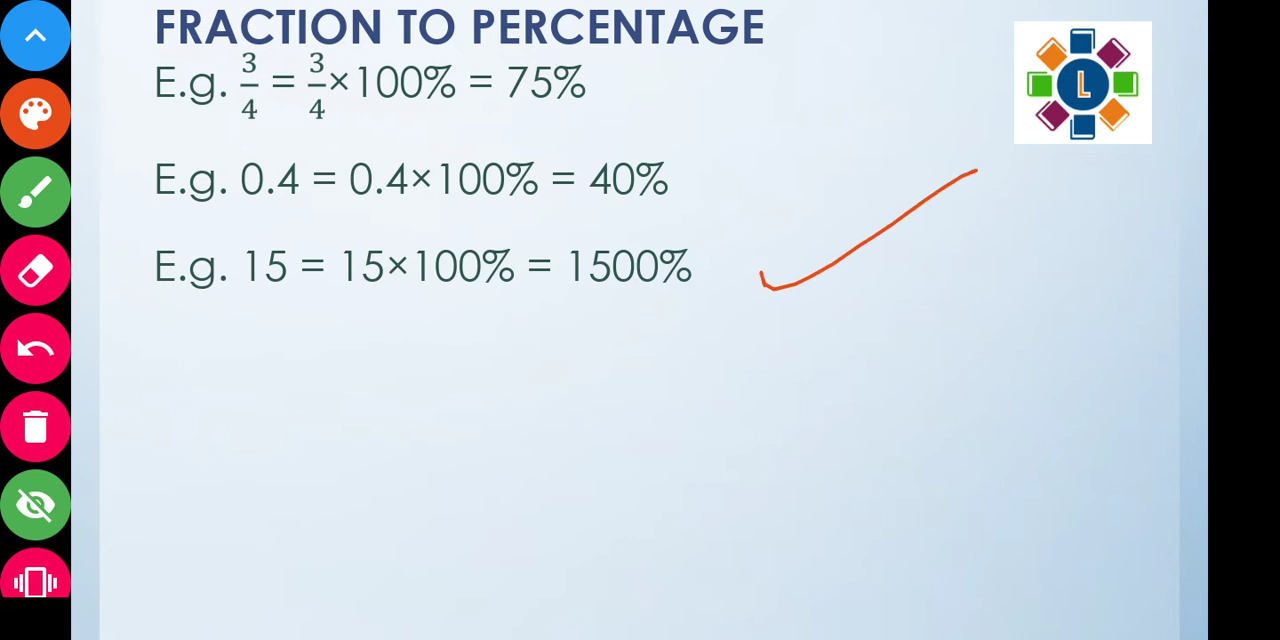 FRACTION TO PERCENTAGE
E.g. 3/4 = 3/4×100% = 75%
E.g. 0.4 = 0.4×100% = 40%
E.g. 15 = 15×100% = 1500%
L